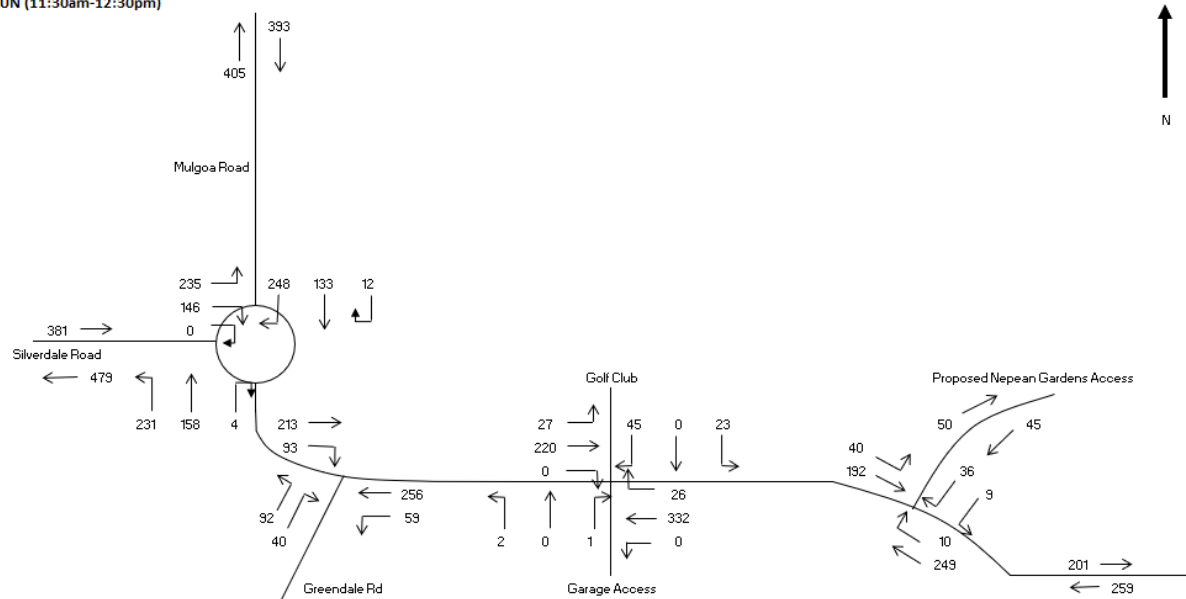 UN (11:30am-12:30pm)
393
405
N
Mulgoa Road
235 248 133 12
146
381 0
Silverdale Road
479
Golf Club
Proposed Nepean Gardens Access
231 158 4 213
27 45 0 23
50 45
93
220
40
0
192 36
256
26
9
92
59
332
40
2 0 1 0
10
249
201
Greendale Rd
Garage Access
259